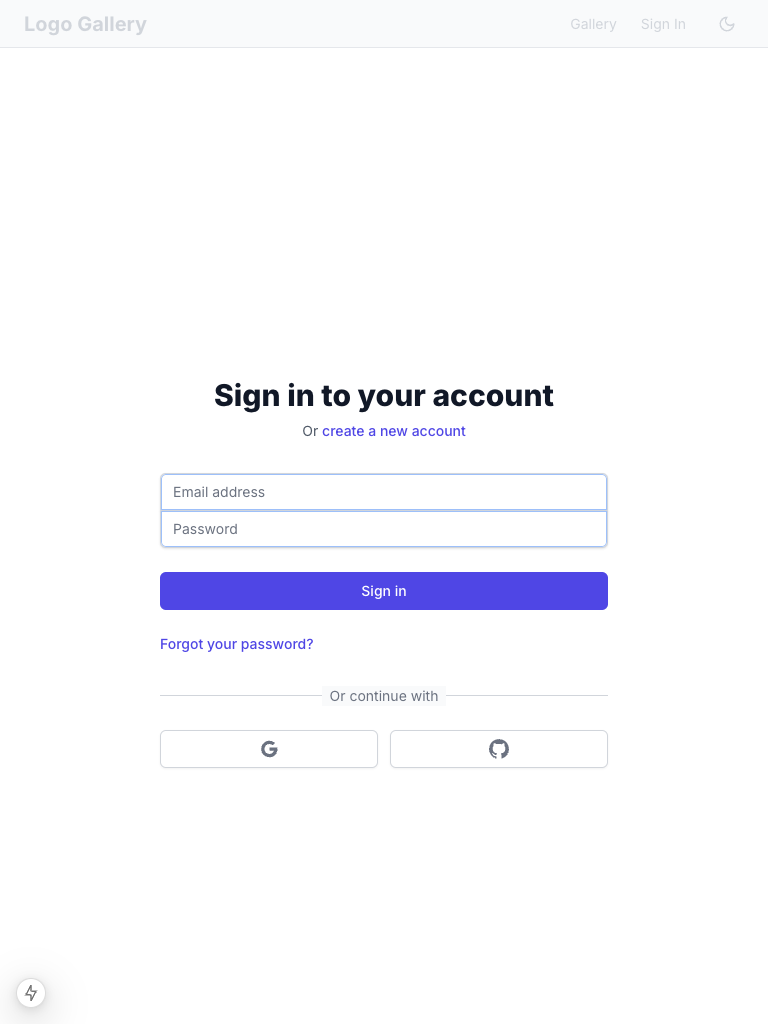 Logo Gallery
Gallery
Sign In
Sign in to your account
Or create a new account
Email address
Password
Sign in
Forgot your password?
Or continue with